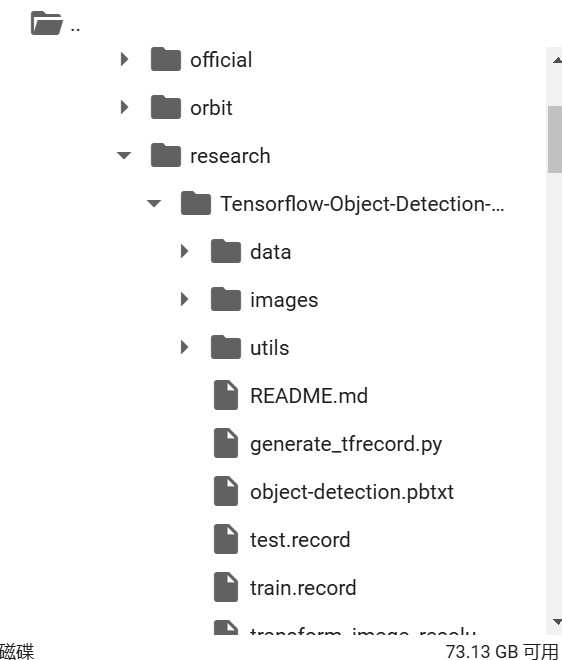 ..
official
orbit
research
Tensorflow-Object-Detection-...
data
images
utils
README.md
generate_tfrecord.py
object-detection.pbtxt
test.record
train.record
transform_image_resolu
磁碟 73.13 GB 可用